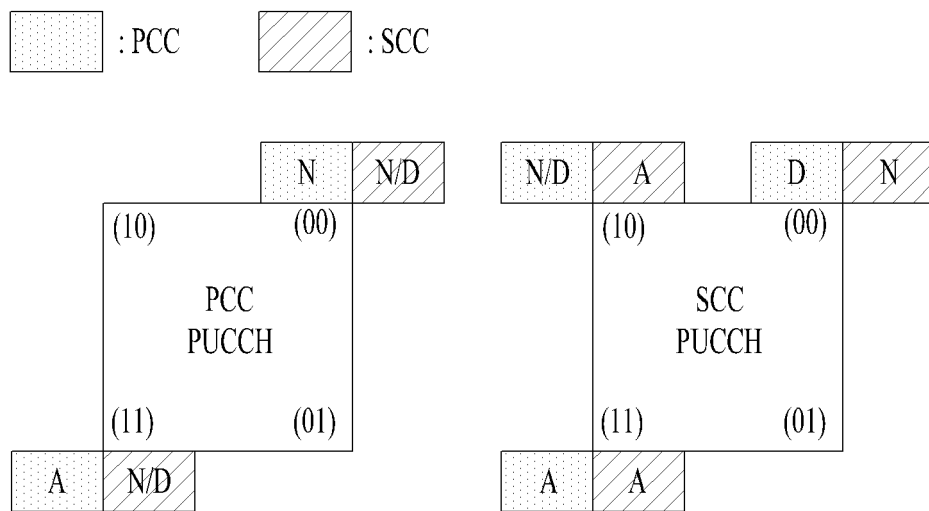 : PCC : SCC
N N/D N/D A D N
(10) (00) (10) (00)
PCC SCC
PUCCH PUCCH
(11) (01) (11) (01)
A N/D A A